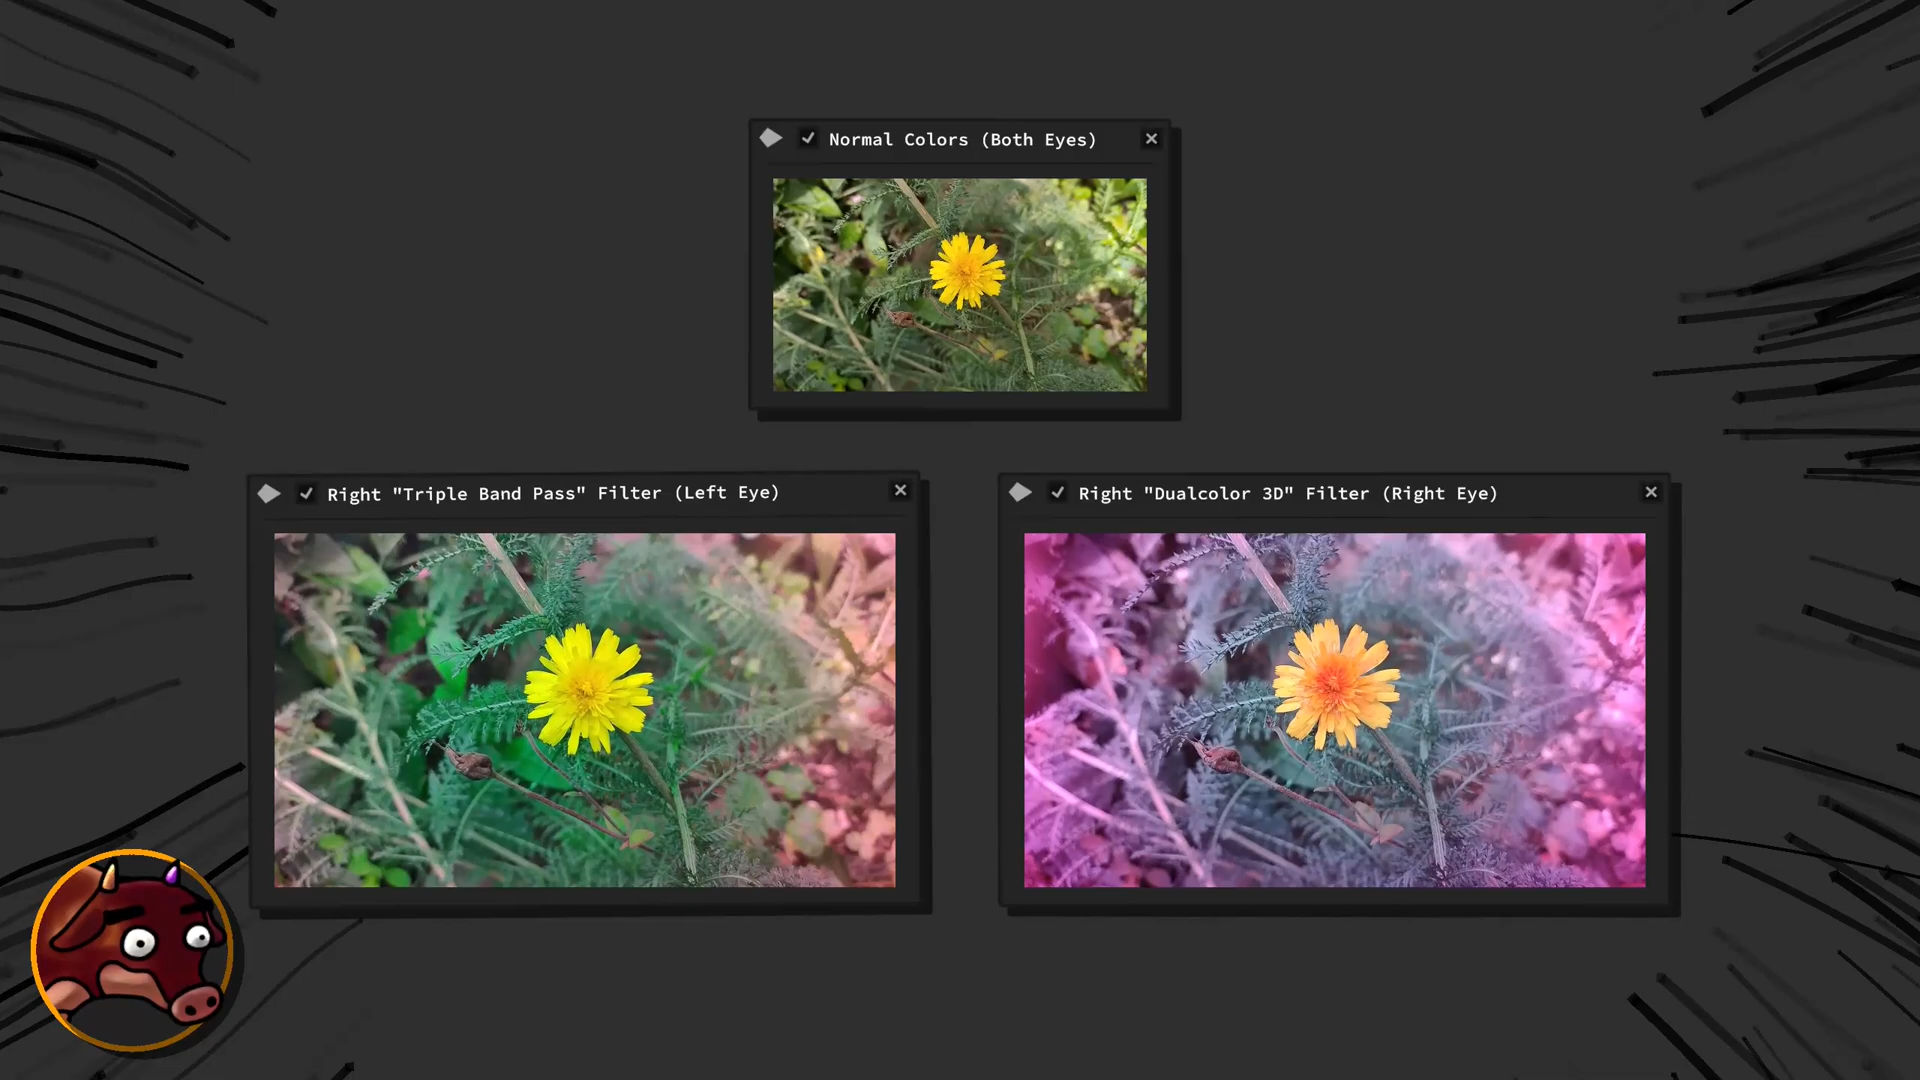 Normal Colors (Both Eyes)
Right "Triple Band Pass" Filter (Left Eye)
Right "Dualcolor 3D" Filter (Right Eye)